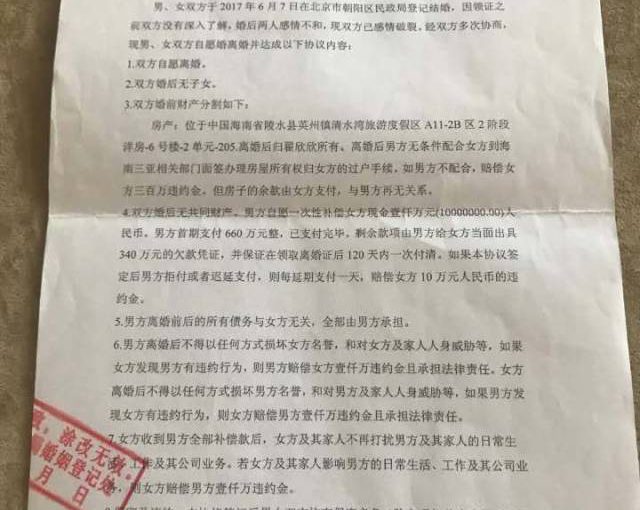 男、女双方于 2017 年 6 月 7 日在北京市朝阳区民政局登记结婚，因领证之
前双方没有深入了解，婚后两人感情不和，现双方已感情破裂。经双方多次协商，
现男、女双方自愿婚离婚并达成以下协议内容：
1.双方自愿离婚。
2.双方婚后无子女。
3.双方婚前财产分割如下：
房产：位于中国海南省陵水县英州镇清水湾旅游度假区 A11-2B 区 2 阶段
洋房-6 号楼-2 单元-205.离婚后归翟欣欣所有、离婚后男方无条件配合女方到海
南三亚相关部门面签办理房屋所有权归女方的过户手续，如男方不配合，赔偿女
方三百万违约金。但房子的余款由女方支付，与男方再无关系。
4.双方婚后无共同财产。男方自愿一次性补偿女方现金壹仟万元(10000000.00)人
民币。男方首期支付 660 万元整，已支付完毕。剩余款项由男方给女方当面出具
340 万元的欠款凭证，并保证在领取离婚证后 120 天内一次付清。如果本协议签
定后男方拒付或者迟延支付，则每延期支付一天，赔偿女方 10 万元人民币的违
约金。
5.男方离婚前后的所有债务与女方无关，全部由男方承担。
6.男方离婚后不得以任何方式损坏女方名誉，和对女方及家人人身威胁等，如果
女方发现男方有违约行为，则男方赔偿女方壹仟万违约金且承担法律责任。女方
离婚后不得以任何方式损坏男方名誉，和对男方及家人人身威胁等，如果男方发
现女方有违约行为，则女方赔偿男方壹仟万违约金且承担法律责任。
7.女方收到男方全部补偿款后，女方及其家人不再打扰男方及其家人的日常生
、工作及其公司业务。若女方及其家人影响男方的日常生活、工作及其公司业
务，则女方赔偿男方壹仟万违约金。
涂改无效
婚姻登记处
月 日